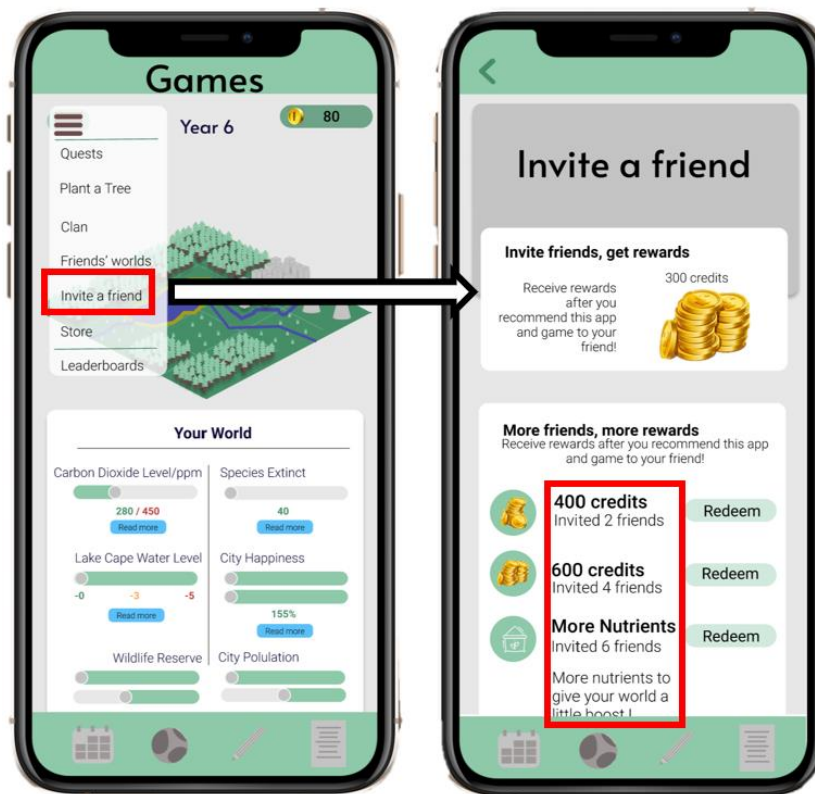 Games
Year 6
80
Quests
Plant a Tree
Clan
Friends' worlds
Invite a friend
Store
Leaderboards
Your World
Carbon Dioxide Level/ppm
280 / 450
Read more
Species Extinct
40
Read more
Lake Cape Water Level
-0 -3 -5
Read more
City Happiness
155%
Read more
Wildlife Reserve
City Polulation
Invite a friend
Invite friends, get rewards
Receive rewards
after you
recommend this app
and game to your
friend!
300 credits
More friends, more rewards
Receive rewards after you recommend this app
and game to your friend!
400 credits
Invited 2 friends
Redeem
600 credits
Invited 4 friends
Redeem
More Nutrients
Invited 6 friends
Redeem
More nutrients to
give your world a
little boost !